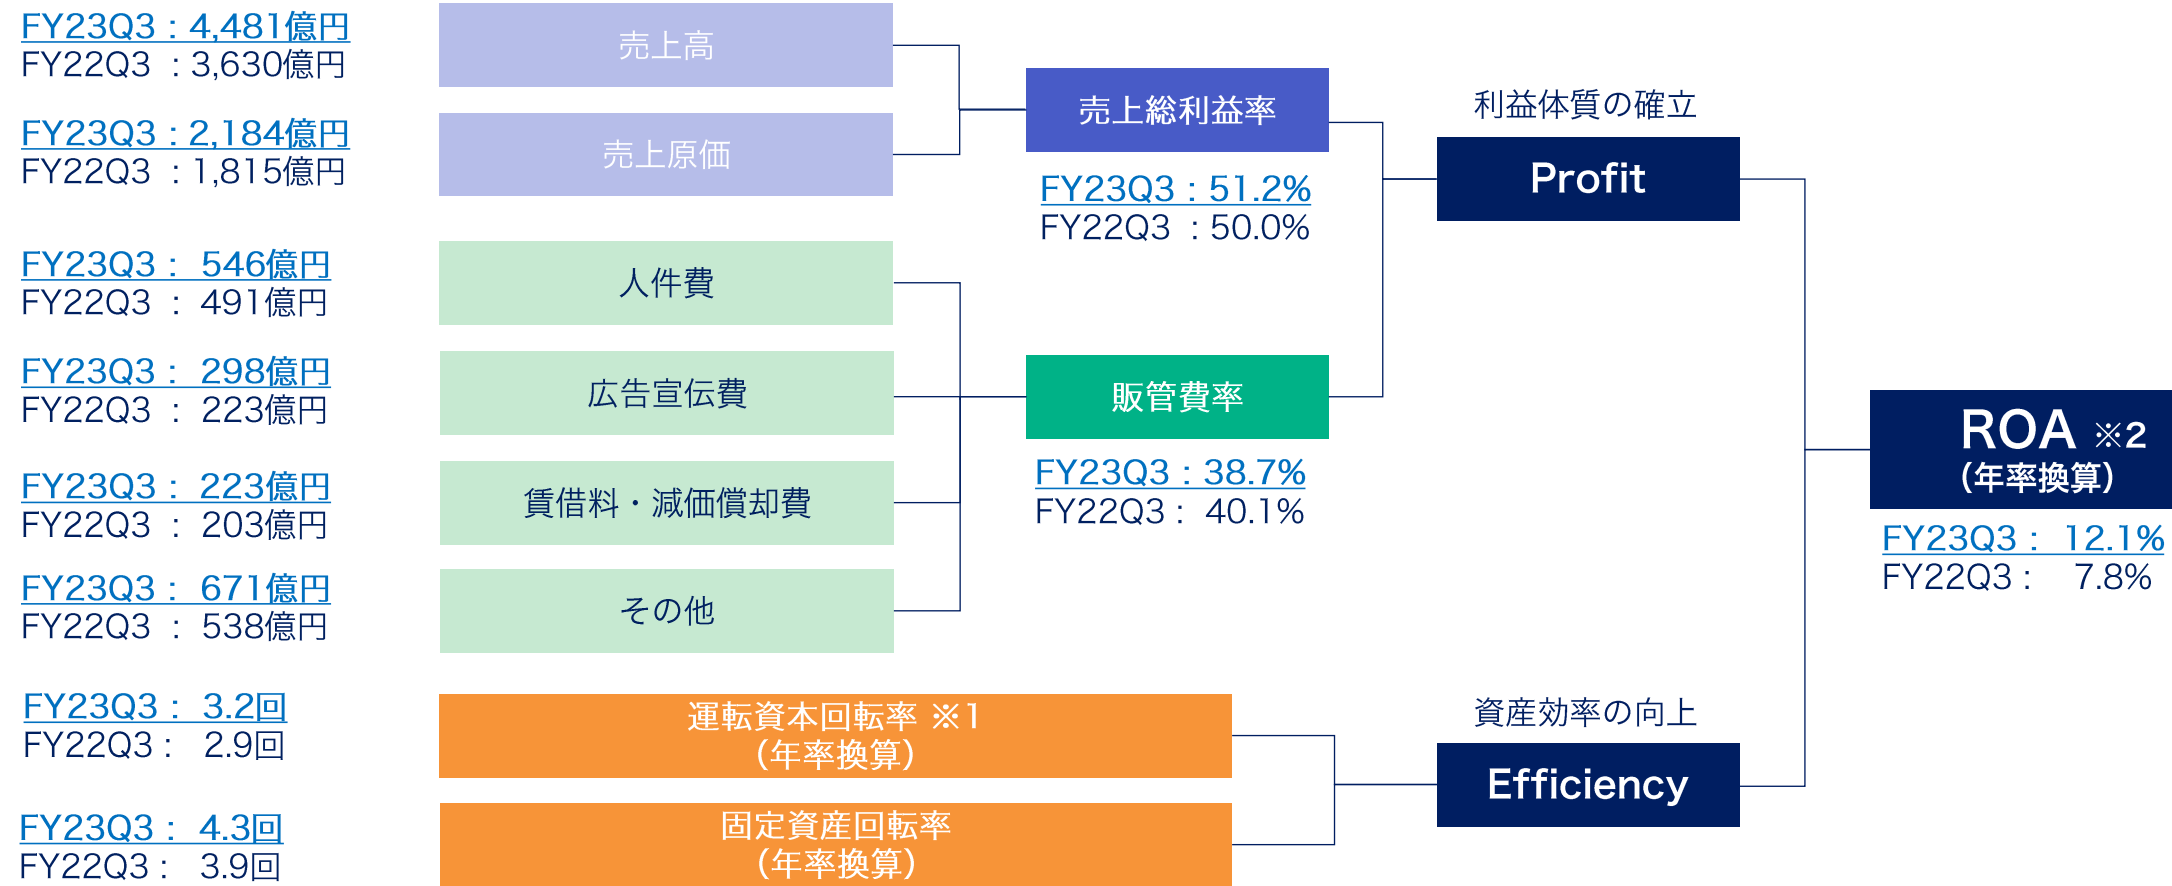 FY23Q3：4,481億円
FY22Q3 ：3,630億円
売上高
FY23Q3：2,184億円
FY22Q3 ：1,815億円
売上原価
売上総利益率
FY23Q3：51.2%
FY22Q3 ：50.0%
利益体質の確立
Profit
FY23Q3： 546億円
FY22Q3 ： 491億円
人件費
FY23Q3： 298億円
FY22Q3 ： 223億円
広告宣伝費
FY23Q3： 223億円
FY22Q3 ： 203億円
賃借料・減価償却費
FY23Q3： 671億円
FY22Q3 ： 538億円
その他
販管費率
FY23Q3：38.7%
FY22Q3： 40.1%
ROA ※2
（年率換算）
FY23Q3： 12.1%
FY22Q3： 7.8%
FY23Q3： 3.2回
FY22Q3： 2.9回
運転資本回転率 ※1
（年率換算）
FY23Q3： 4.3回
FY22Q3： 3.9回
固定資産回転率
（年率換算）
資産効率の向上
Efficiency